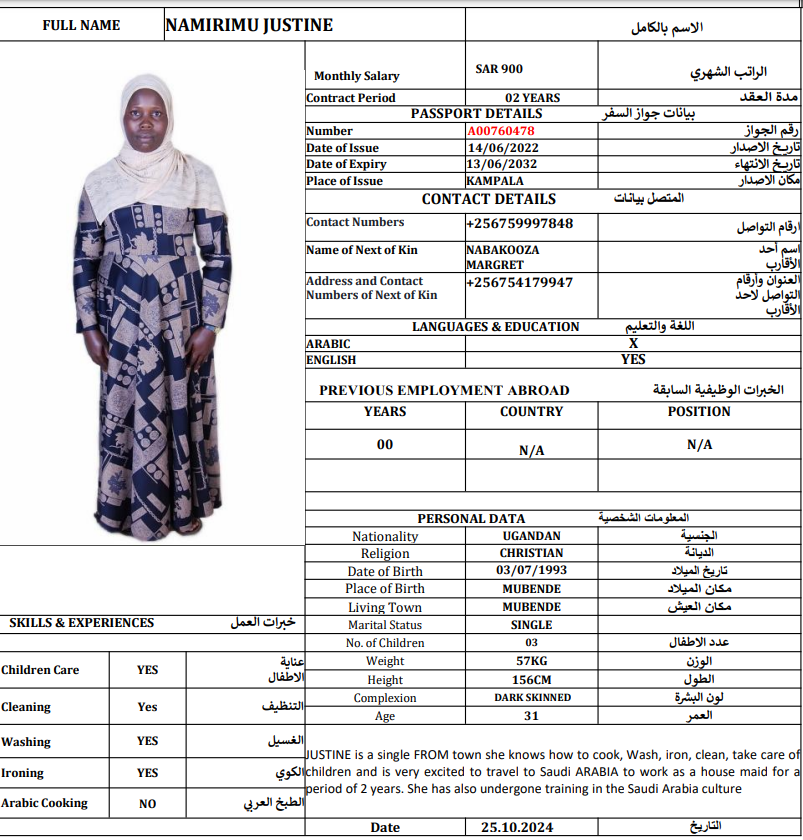 FULL NAME NAMIRIMU JUSTINE الاسم بالكامل
Monthly Salary SAR 900 الراتب الشهري
Contract Period 02 YEARS مدة العقد
PASSPORT DETAILS بيانات جواز السفر
Number A00760478 رقم الجواز
Date of Issue 14/06/2022 تاريخ الاصدار
Date of Expiry 13/06/2032 تاريخ الانتهاء
Place of Issue KAMPALA مكان الاصدار
CONTACT DETAILS المتصل بيانات
Contact Numbers +256759997848 ارقام التواصل
Name of Next of Kin NABAKOOZA اسم أحد
MARGRET الأقارب
Address and Contact +256754179947 العنوان وأرقام
Numbers of Next of Kin التواصل لاحد
الأقارب
LANGUAGES & EDUCATION اللغة والتعليم
ARABIC X
ENGLISH YES
PREVIOUS EMPLOYMENT ABROAD الخبرات الوظيفية السابقة
YEARS COUNTRY POSITION
00 N/A N/A
PERSONAL DATA المعلومات الشخصية
Nationality UGANDAN الجنسية
Religion CHRISTIAN الديانة
Date of Birth 03/07/1993 تاريخ الميلاد
Place of Birth MUBENDE مكان الميلاد
Living Town MUBENDE مكان العيش
Marital Status SINGLE
No. of Children 03 عدد الاطفال
Weight 57KG الوزن
Height 156CM الطول
Complexion DARK SKINNED لون البشرة
Age 31 العمر
SKILLS & EXPERIENCES خبرات العمل
Children Care YES عناية
الاطفال
Cleaning Yes التنظيف
Washing YES الغسيل
Ironing YES الكوي
Arabic Cooking NO الطبخ العربي
JUSTINE is a single FROM town she knows how to cook, Wash, iron, clean, take care of
children and is very excited to travel to Saudi ARABIA to work as a house maid for a
period of 2 years. She has also undergone training in the Saudi Arabia culture
Date 25.10.2024 التاريخ